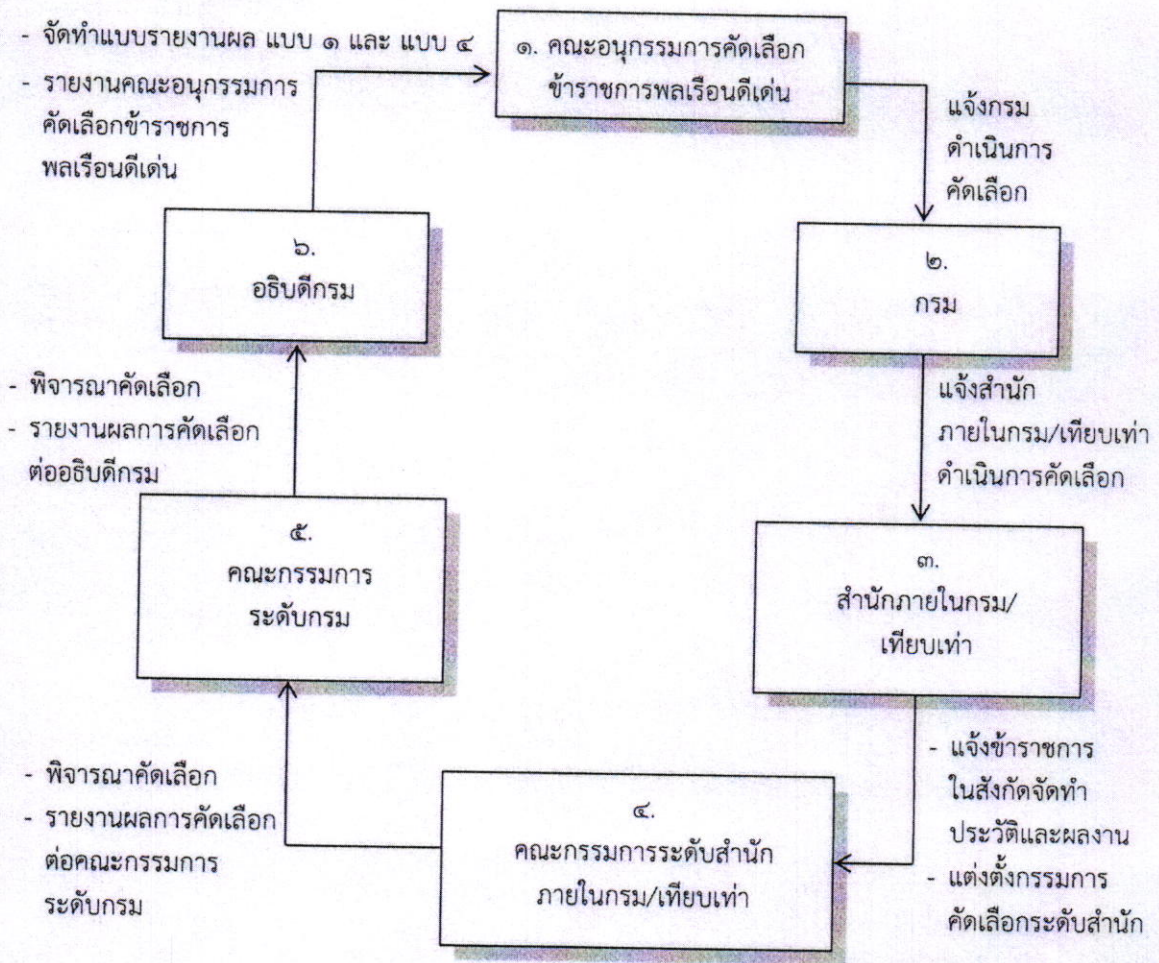 - จัดทำแบบรายงานผล แบบ ๑ และ แบบ ๔
- รายงานคณะอนุกรรมการ
คัดเลือกข้าราชการ
พลเรือนดีเด่น
๑. คณะอนุกรรมการคัดเลือก
ข้าราชการพลเรือนดีเด่น
แจ้งกรม
ดำเนินการ
คัดเลือก
๒.
กรม
แจ้งสำนัก
ภายในกรม/เทียบเท่า
ดำเนินการคัดเลือก
๓.
สำนักภายในกรม/
เทียบเท่า
- แจ้งข้าราชการ
ในสังกัดจัดทำ
ประวัติและผลงาน
- แต่งตั้งกรรมการ
คัดเลือกระดับสำนัก
๔.
คณะกรรมการระดับสำนัก
ภายในกรม/เทียบเท่า
- พิจารณาคัดเลือก
- รายงานผลการคัดเลือก
ต่อคณะกรรมการ
ระดับกรม
๕.
คณะกรรมการ
ระดับกรม
- พิจารณาคัดเลือก
- รายงานผลการคัดเลือก
ต่ออธิบดีกรม
๖.
อธิบดีกรม